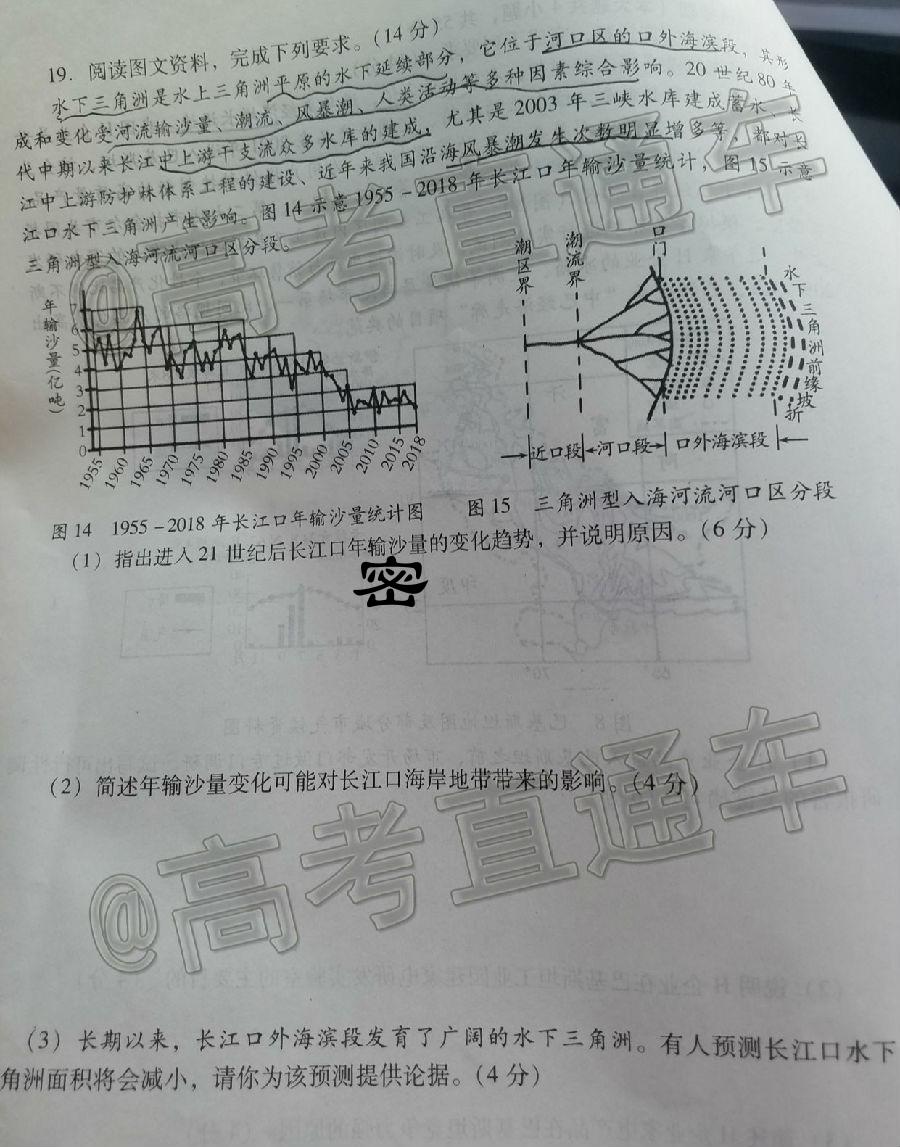 19. 阅读图文资料，完成下列要求。（14分）
水下三角洲是水上三角洲平原的水下延续部分，它位于河口区的口外海滨段，其形
成和变化受河流输沙量、潮流、风暴潮、人类活动等多种因素综合影响。20世纪80年
代中期以来长江中上游干支流众多水库的建成，尤其是2003年三峡水库建成蓄水、长
江中上游防护林体系工程的建设、近年来我国沿海风暴潮发生次数明显增多等，都对长
江口水下三角洲产生影响。图14示意1955-2018年长江口年输沙量统计，图15示意
三角洲型入海河流河口区分段。
年输沙量（亿吨）
7
6
5
4
3
2
1
0
1955 1960 1965 1970 1975 1980 1985 1990 1995 2000 2005 2010 2015 2018
潮区界
潮流界
口门
水下三角洲前缘坡折
近口段 河口段 口外海滨段
图14 1955-2018年长江口年输沙量统计图
图15 三角洲型入海河流河口区分段
（1）指出进入21世纪后长江口年输沙量的变化趋势，并说明原因。（6分）
密
（2）简述年输沙量变化可能对长江口海岸地带带来的影响。（4分）
（3）长期以来，长江口外海滨段发育了广阔的水下三角洲。有人预测长江口水下
角洲面积将会减小，请你为该预测提供论据。（4分）
@高考直通车
@高考直通车